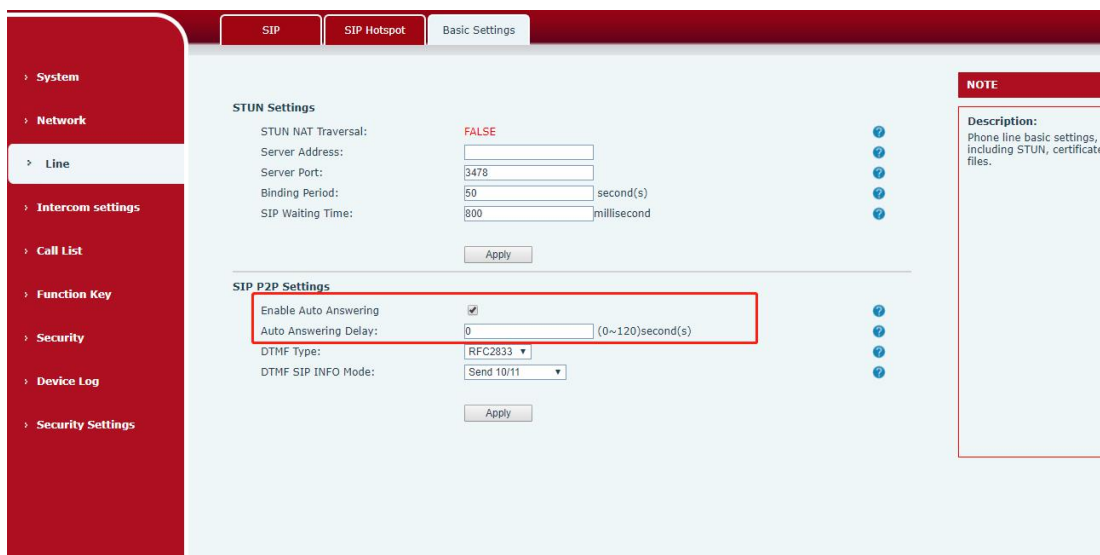 SIP
SIP Hotspot
Basic Settings
› System
› Network
› Line
› Intercom settings
› Call List
› Function Key
› Security
› Device Log
› Security Settings
STUN Settings
STUN NAT Traversal: FALSE
Server Address:
Server Port: 3478
Binding Period: 50 second(s)
SIP Waiting Time: 800 millisecond
Apply
SIP P2P Settings
Enable Auto Answering
Auto Answering Delay: 0 (0~120)second(s)
DTMF Type: RFC2833
DTMF SIP INFO Mode: Send 10/11
Apply
NOTE
Description:
Phone line basic settings,
including STUN, certificate
files.